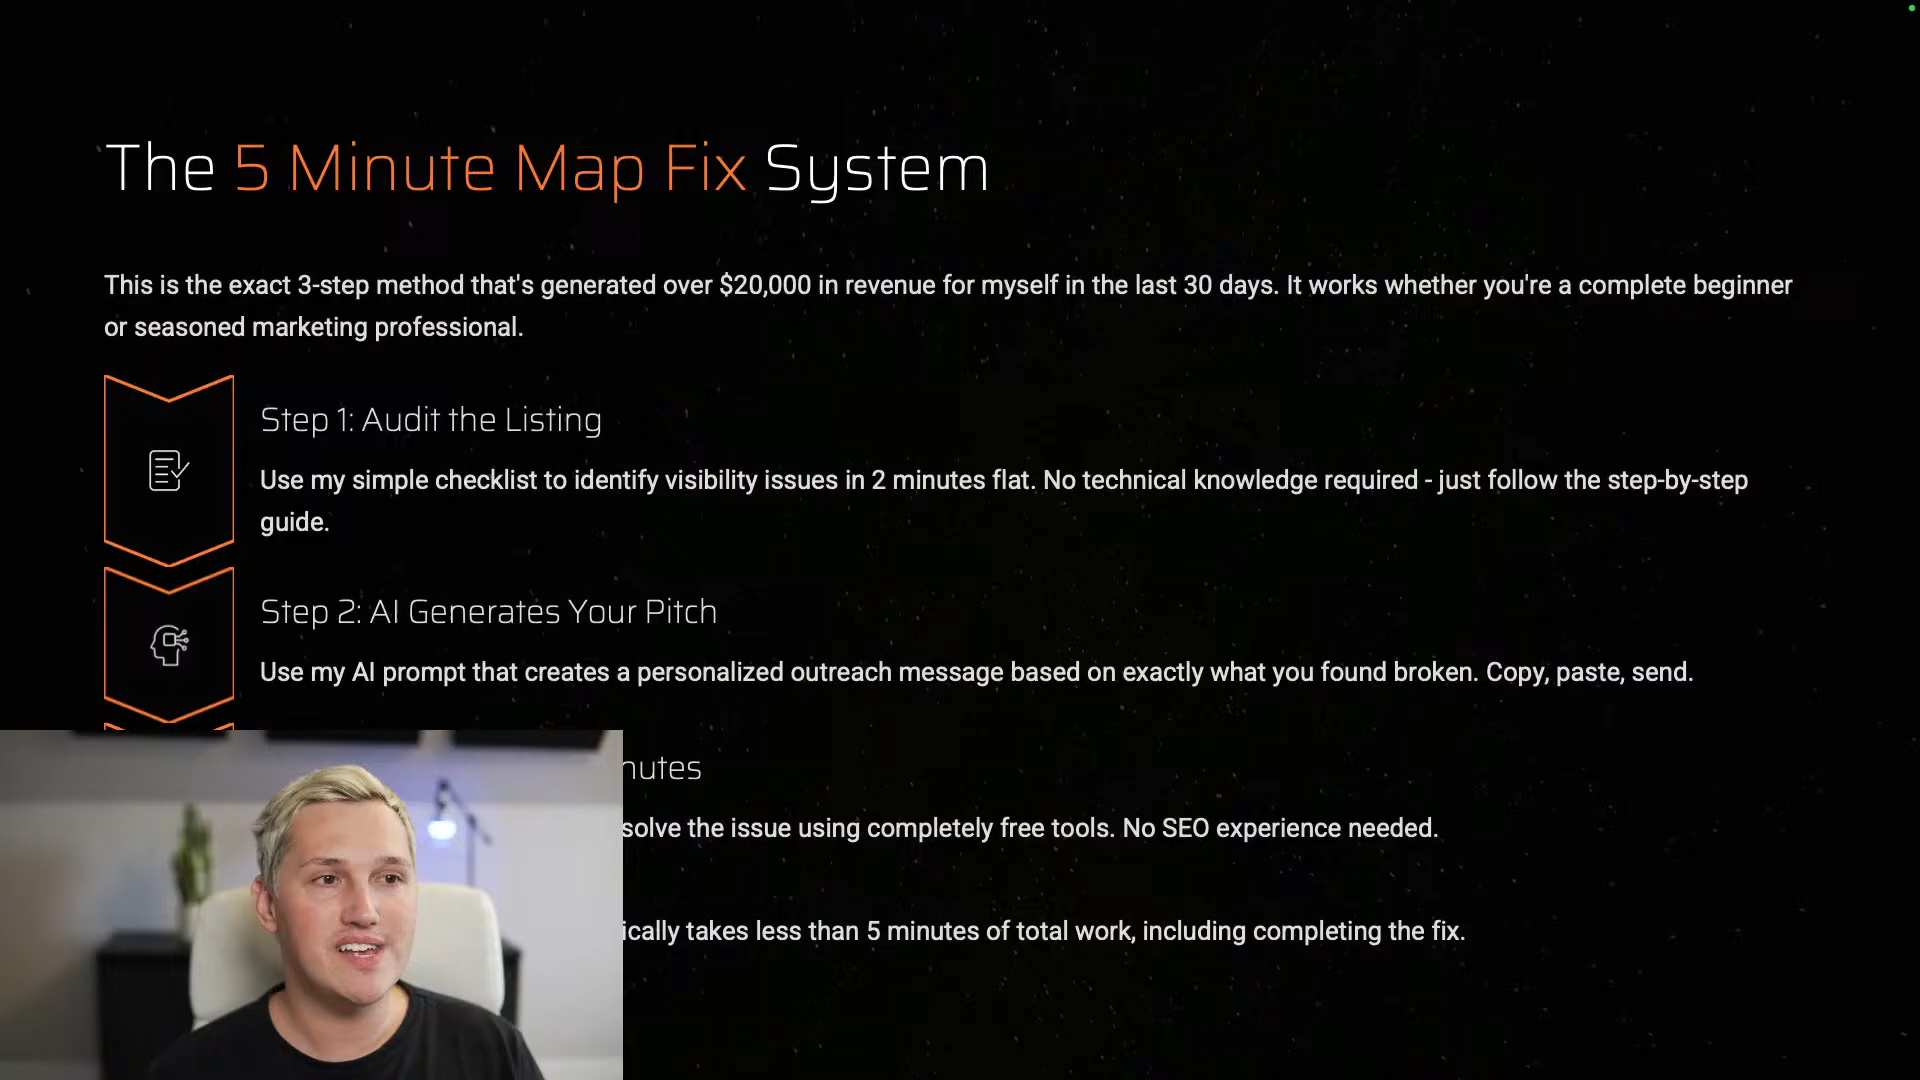 The 5 Minute Map Fix System
This is the exact 3-step method that's generated over $20,000 in revenue for myself in the last 30 days. It works whether you're a complete beginner
or seasoned marketing professional.
Step 1: Audit the Listing
Use my simple checklist to identify visibility issues in 2 minutes flat. No technical knowledge required - just follow the step-by-step
guide.
Step 2: AI Generates Your Pitch
Use my AI prompt that creates a personalized outreach message based on exactly what you found broken. Copy, paste, send.
solve the issue using completely free tools. No SEO experience needed.
takes less than 5 minutes of total work, including completing the fix.